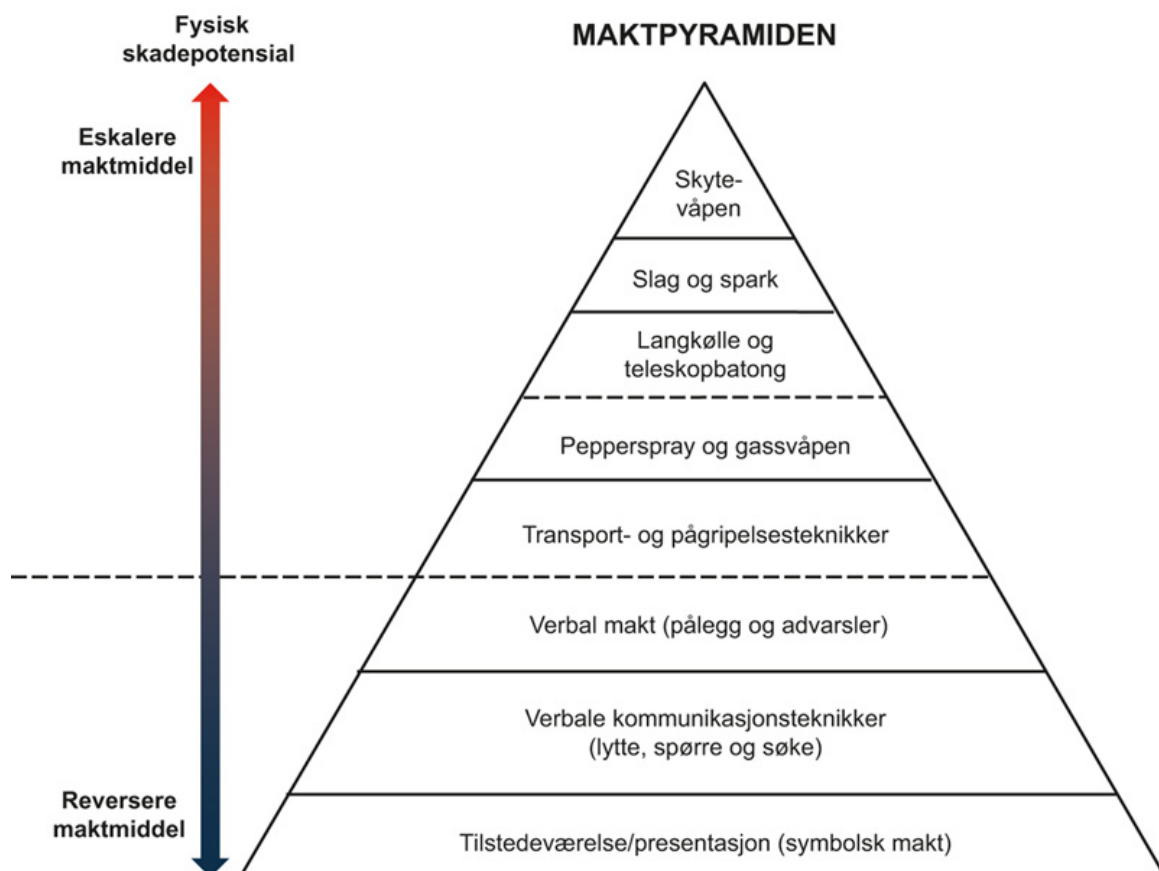 Fysisk
skadepotensial
MAKTPYRAMIDEN
Eskalere
maktmiddel
Skyte-
våpen
Slag og spark
Langkølle og
teleskopbatong
Pepperspray og gassvåpen
Transport- og pågripelsesteknikker
Verbal makt (pålegg og advarsler)
Verbale kommunikasjonsteknikker
(lytte, spørre og søke)
Reversere
maktmiddel
Tilstedeværelse/presentasjon (symbolsk makt)